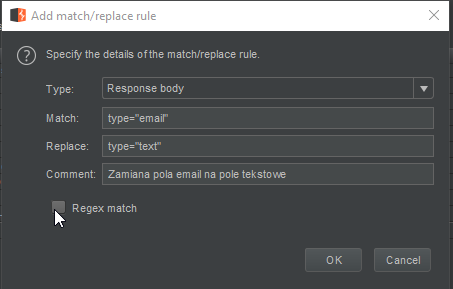 Add match/replace rule
Specify the details of the match/replace rule.
Type: Response body
Match: type="email"
Replace: type="text"
Comment: Zamiana pola email na pole tekstowe
Regex match
OK Cancel